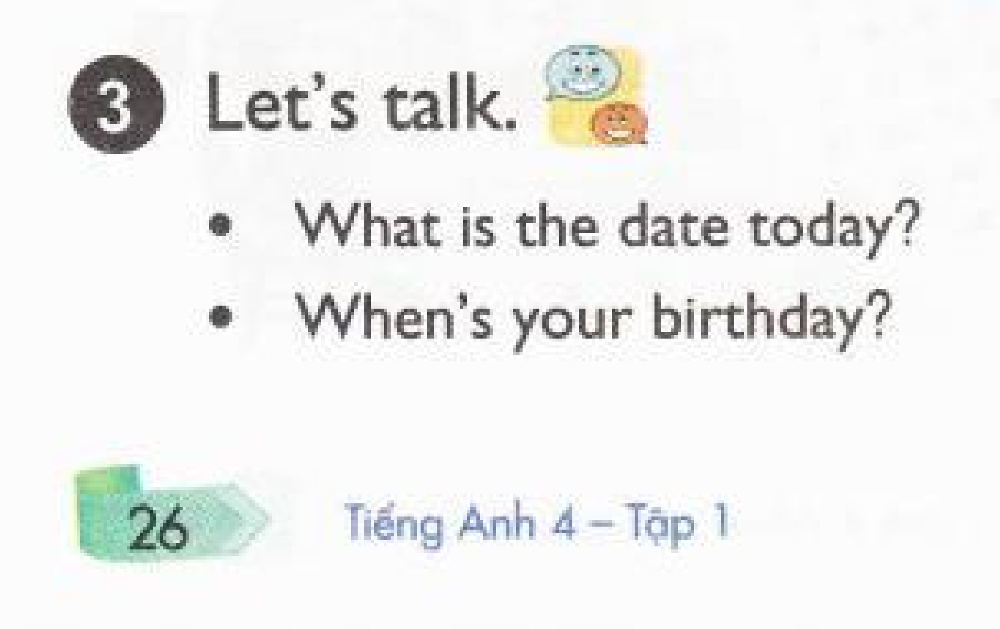 3 Let's talk.
• What is the date today?
• When's your birthday?
26 Tiếng Anh 4 – Tập 1